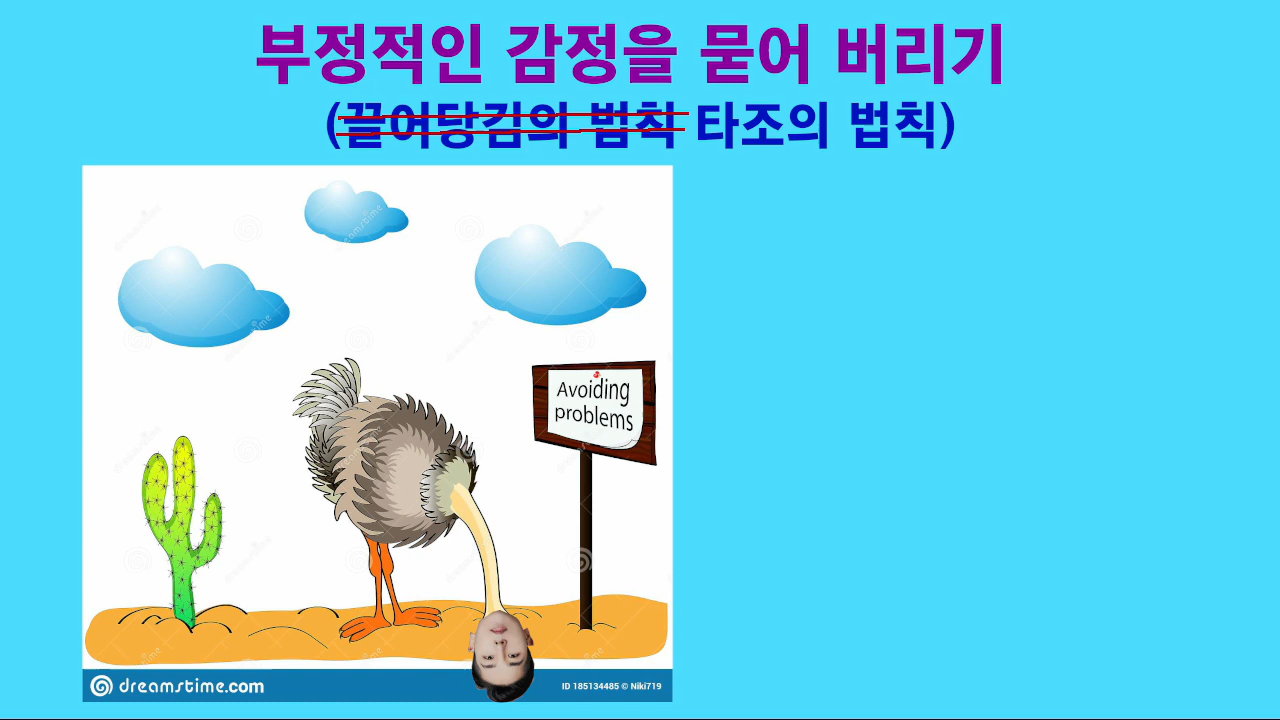 부정적인 감정을 묻어 버리기
(끌어당김의 법칙 타조의 법칙)
Avoiding
problems
dreamstime.com
ID 185134485 © Niki719